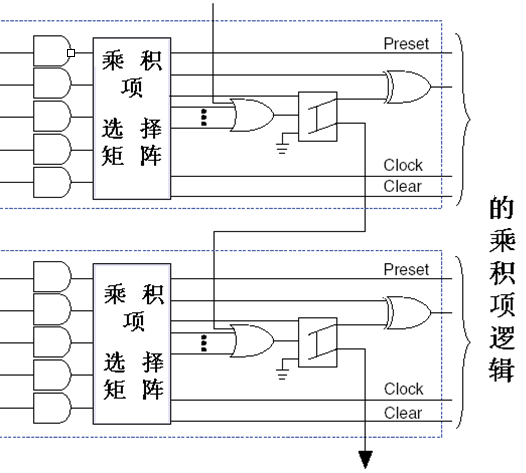 Preset
乘 积
项
选 择
矩 阵
Clock
Clear
Preset
乘 积
项
选 择
矩 阵
Clock
Clear
的
乘
积
项
逻
辑